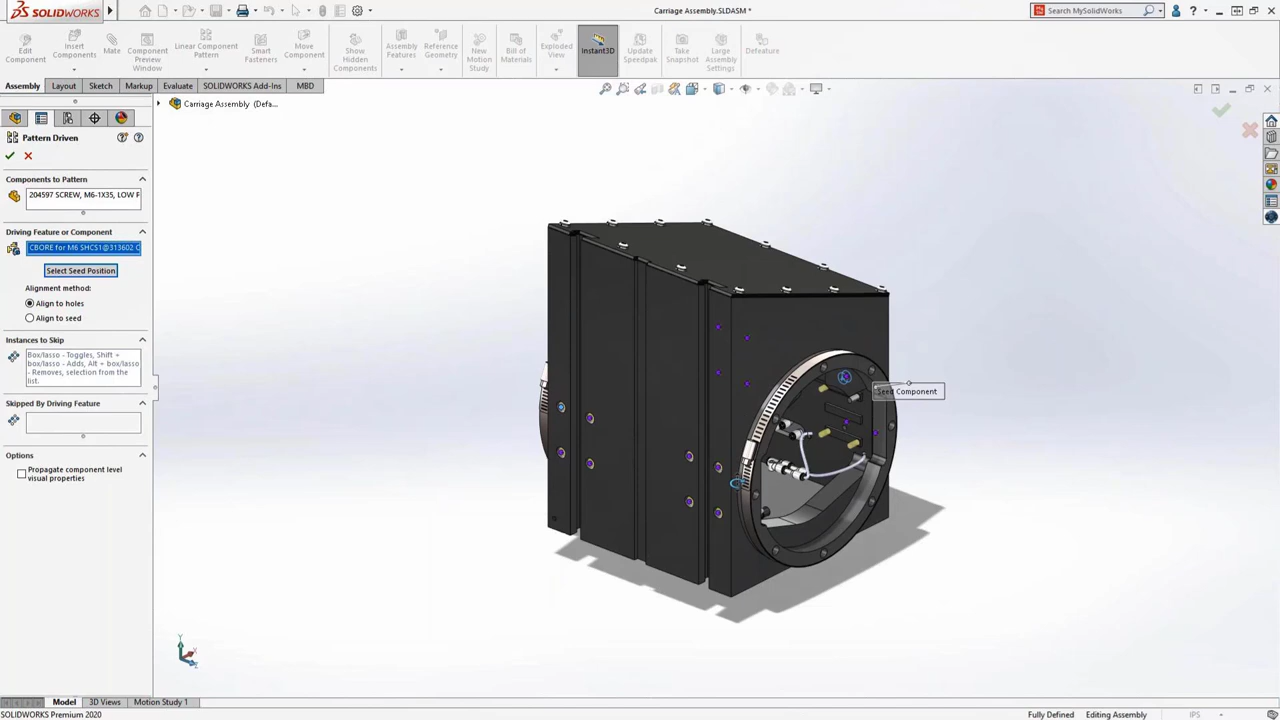 SOLIDWORKS
Carriage Assembly.SLDASM *
Search MySolidWorks
Edit Component
Insert Components
Mate
Component Preview Window
Linear Component Pattern
Smart Fasteners
Move Component
Show Hidden Components
Assembly Features
Reference Geometry
New Motion Study
Bill of Materials
Exploded View
Instant3D
Update Speedpak
Take Snapshot
Large Assembly Settings
Defeature
Assembly
Layout
Sketch
Markup
Evaluate
SOLIDWORKS Add-Ins
MBD
Carriage Assembly (Defa...
Pattern Driven
Components to Pattern
204597 SCREW, M6-1X35, LOW F
Driving Feature or Component
CBORE for M6 SHCS1@313602 C
Select Seed Position
Alignment method:
Align to holes
Align to seed
Instances to Skip
Box/lasso - Toggles, Shift +
box/lasso - Adds, Alt + box/lasso
- Removes, selection from the
list.
Skipped By Driving Feature
Options
Propagate component level
visual properties
Seed Component
Y
X
Z
Model
3D Views
Motion Study 1
SOLIDWORKS Premium 2020
Fully Defined
Editing Assembly
IPS